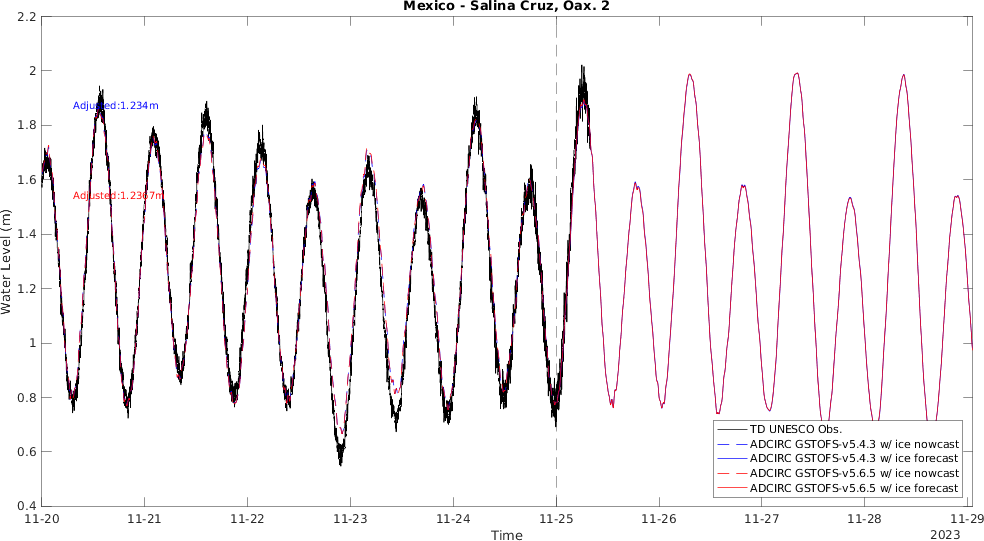 Mexico - Salina Cruz, Oax. 2
2.2
2
1.8
1.6
1.4
1.2
1
0.8
0.6
0.4
Water Level (m)
Adjusted:1.234m
Adjusted:1.2367m
TD UNESCO Obs.
ADCIRC GSTOFS-v5.4.3 w/ ice nowcast
ADCIRC GSTOFS-v5.4.3 w/ ice forecast
ADCIRC GSTOFS-v5.6.5 w/ ice nowcast
ADCIRC GSTOFS-v5.6.5 w/ ice forecast
11-20 11-21 11-22 11-23 11-24 11-25 11-26 11-27 11-28 11-29
Time
2023